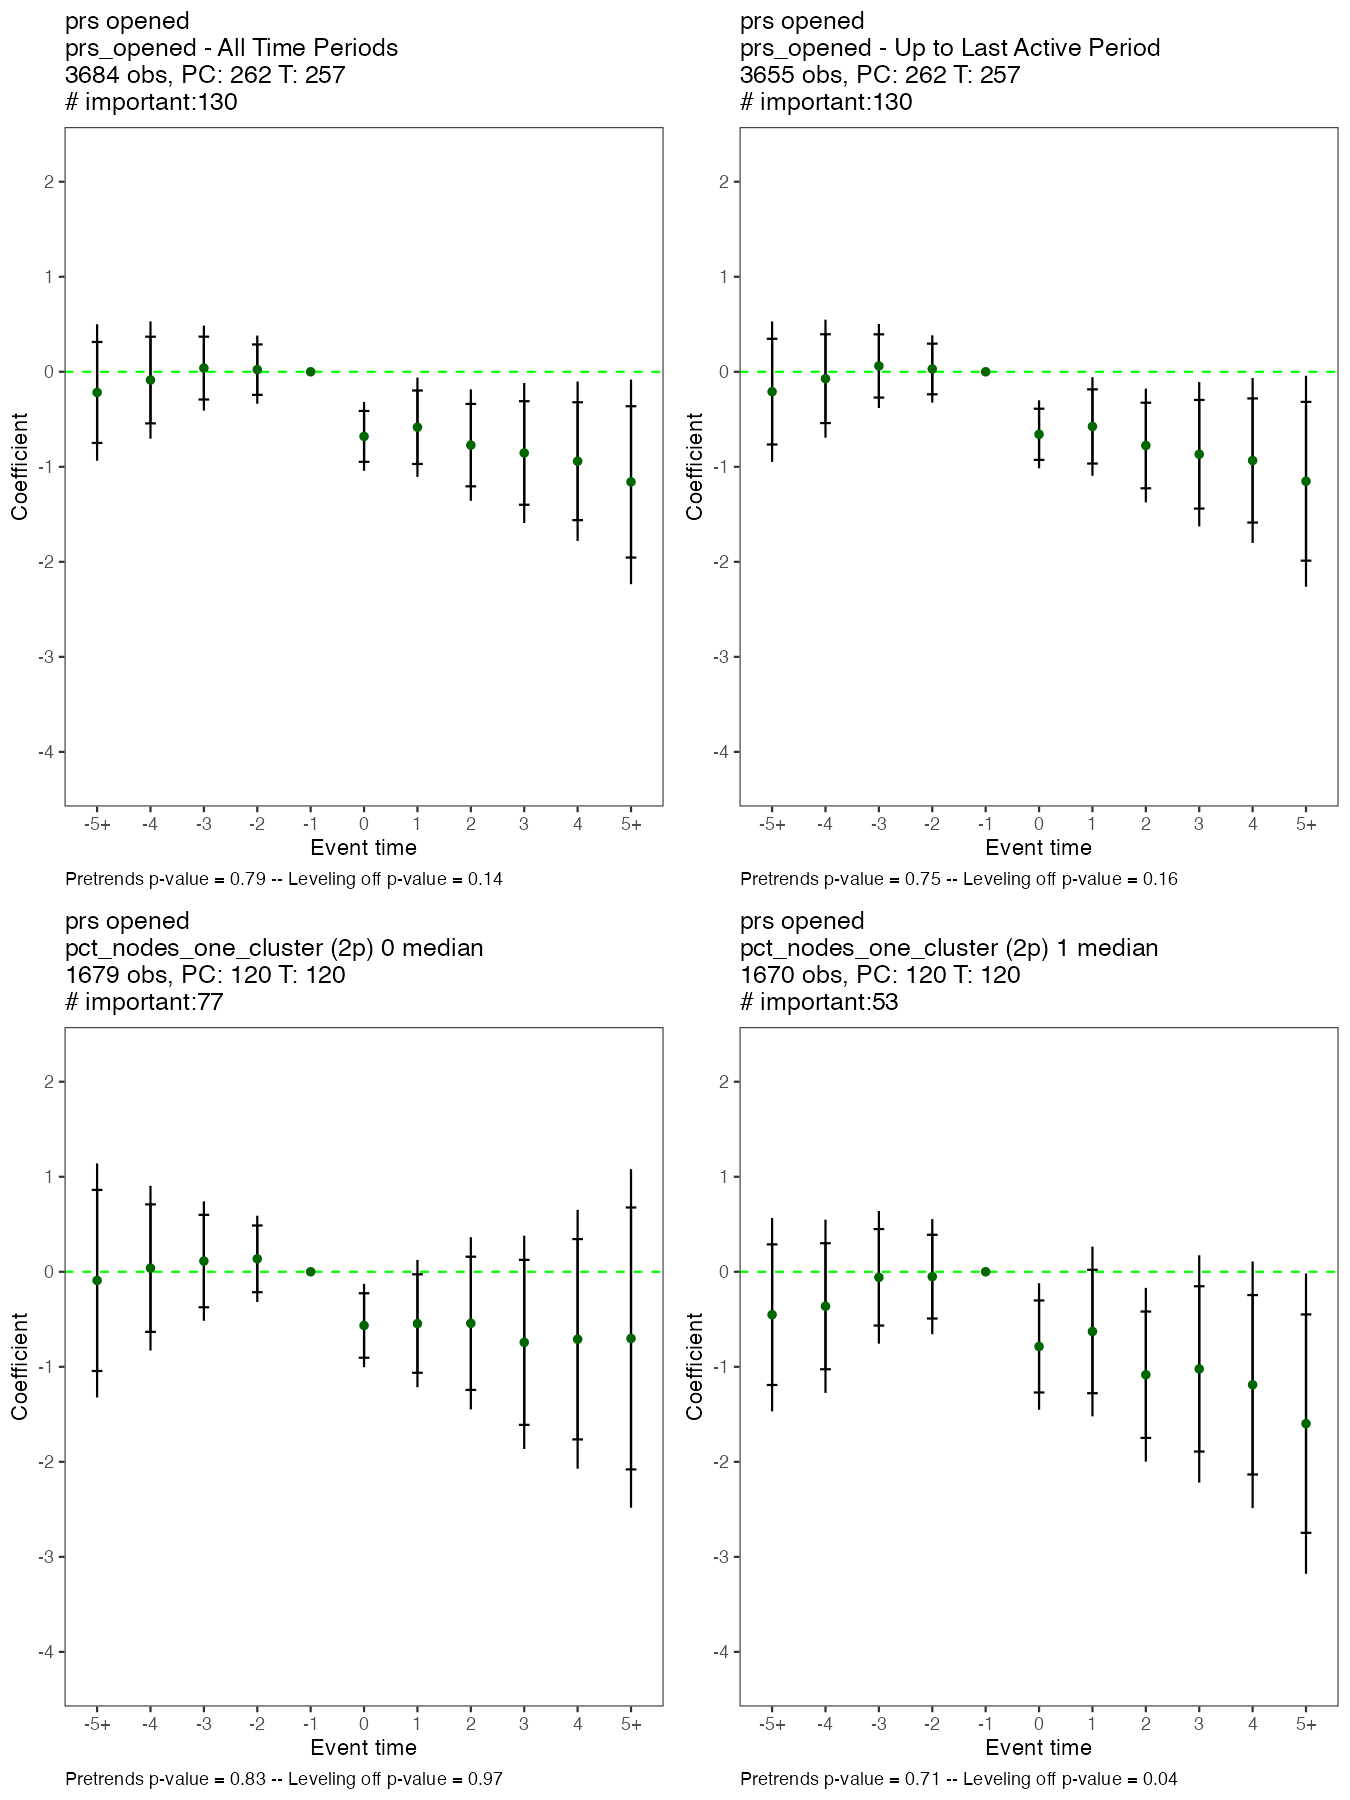 prs opened
prs_opened - All Time Periods
3684 obs, PC: 262 T: 257
# important:130
Coefficient
2
1
0
-1
-2
-3
-4
-5+ -4 -3 -2 -1 0 1 2 3 4 5+
Event time
Pretrends p-value = 0.79 -- Leveling off p-value = 0.14
prs opened
prs_opened - Up to Last Active Period
3655 obs, PC: 262 T: 257
# important:130
Coefficient
2
1
0
-1
-2
-3
-4
-5+ -4 -3 -2 -1 0 1 2 3 4 5+
Event time
Pretrends p-value = 0.75 -- Leveling off p-value = 0.16
prs opened
pct_nodes_one_cluster (2p) 0 median
1679 obs, PC: 120 T: 120
# important:77
Coefficient
2
1
0
-1
-2
-3
-4
-5+ -4 -3 -2 -1 0 1 2 3 4 5+
Event time
Pretrends p-value = 0.83 -- Leveling off p-value = 0.97
prs opened
pct_nodes_one_cluster (2p) 1 median
1670 obs, PC: 120 T: 120
# important:53
Coefficient
2
1
0
-1
-2
-3
-4
-5+ -4 -3 -2 -1 0 1 2 3 4 5+
Event time
Pretrends p-value = 0.71 -- Leveling off p-value = 0.04